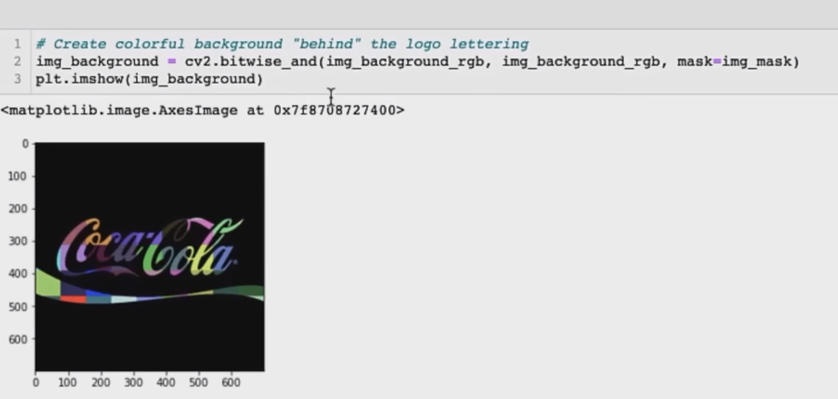 1 # Create colorful background "behind" the logo lettering
2 img_background = cv2.bitwise_and(img_background_rgb, img_background_rgb, mask=img_mask)
3 plt.imshow(img_background)
<matplotlib.image.AxesImage at 0x7f8708727400>
0
100
200
300
400
500
600
Coca-Cola
0 100 200 300 400 500 600